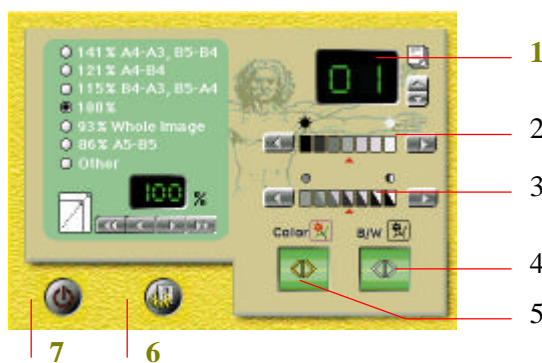 141% A4-A3, B5-B4
121% A4-B4
115% B4-A3, B5-A4
100%
93% Whole Image
86% A5-B5
Other
100 %
01
Color
B/W
1
2
3
4
5
6
7